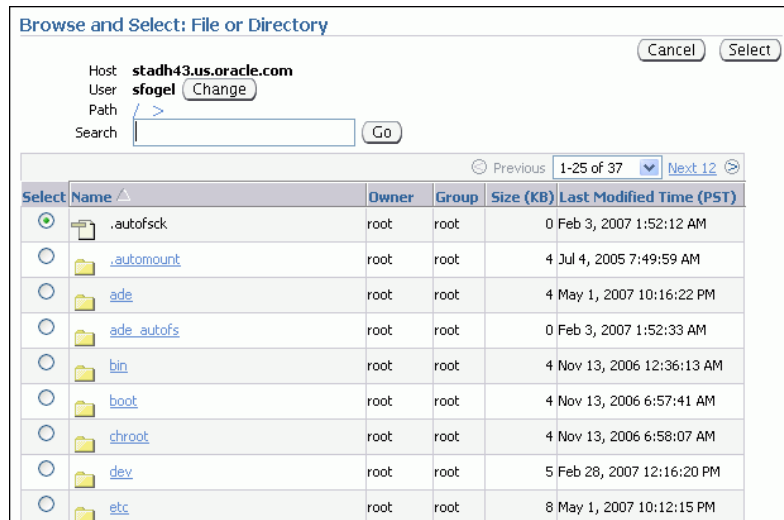 Browse and Select: File or Directory
Cancel Select
Host stadh43.us.oracle.com
User sfogel Change
Path / >
Search Go
Previous 1-25 of 37 Next 12
Select Name Owner Group Size (KB) Last Modified Time (PST)
.autofsck root root 0 Feb 3, 2007 1:52:12 AM
.automount root root 4 Jul 4, 2005 7:49:59 AM
ade root root 4 May 1, 2007 10:16:22 PM
ade_autofs root root 0 Feb 3, 2007 1:52:33 AM
bin root root 4 Nov 13, 2006 12:36:13 AM
boot root root 4 Nov 13, 2006 6:57:41 AM
chroot root root 4 Nov 13, 2006 6:58:07 AM
dev root root 5 Feb 28, 2007 12:16:20 PM
etc root root 8 May 1, 2007 10:12:15 PM